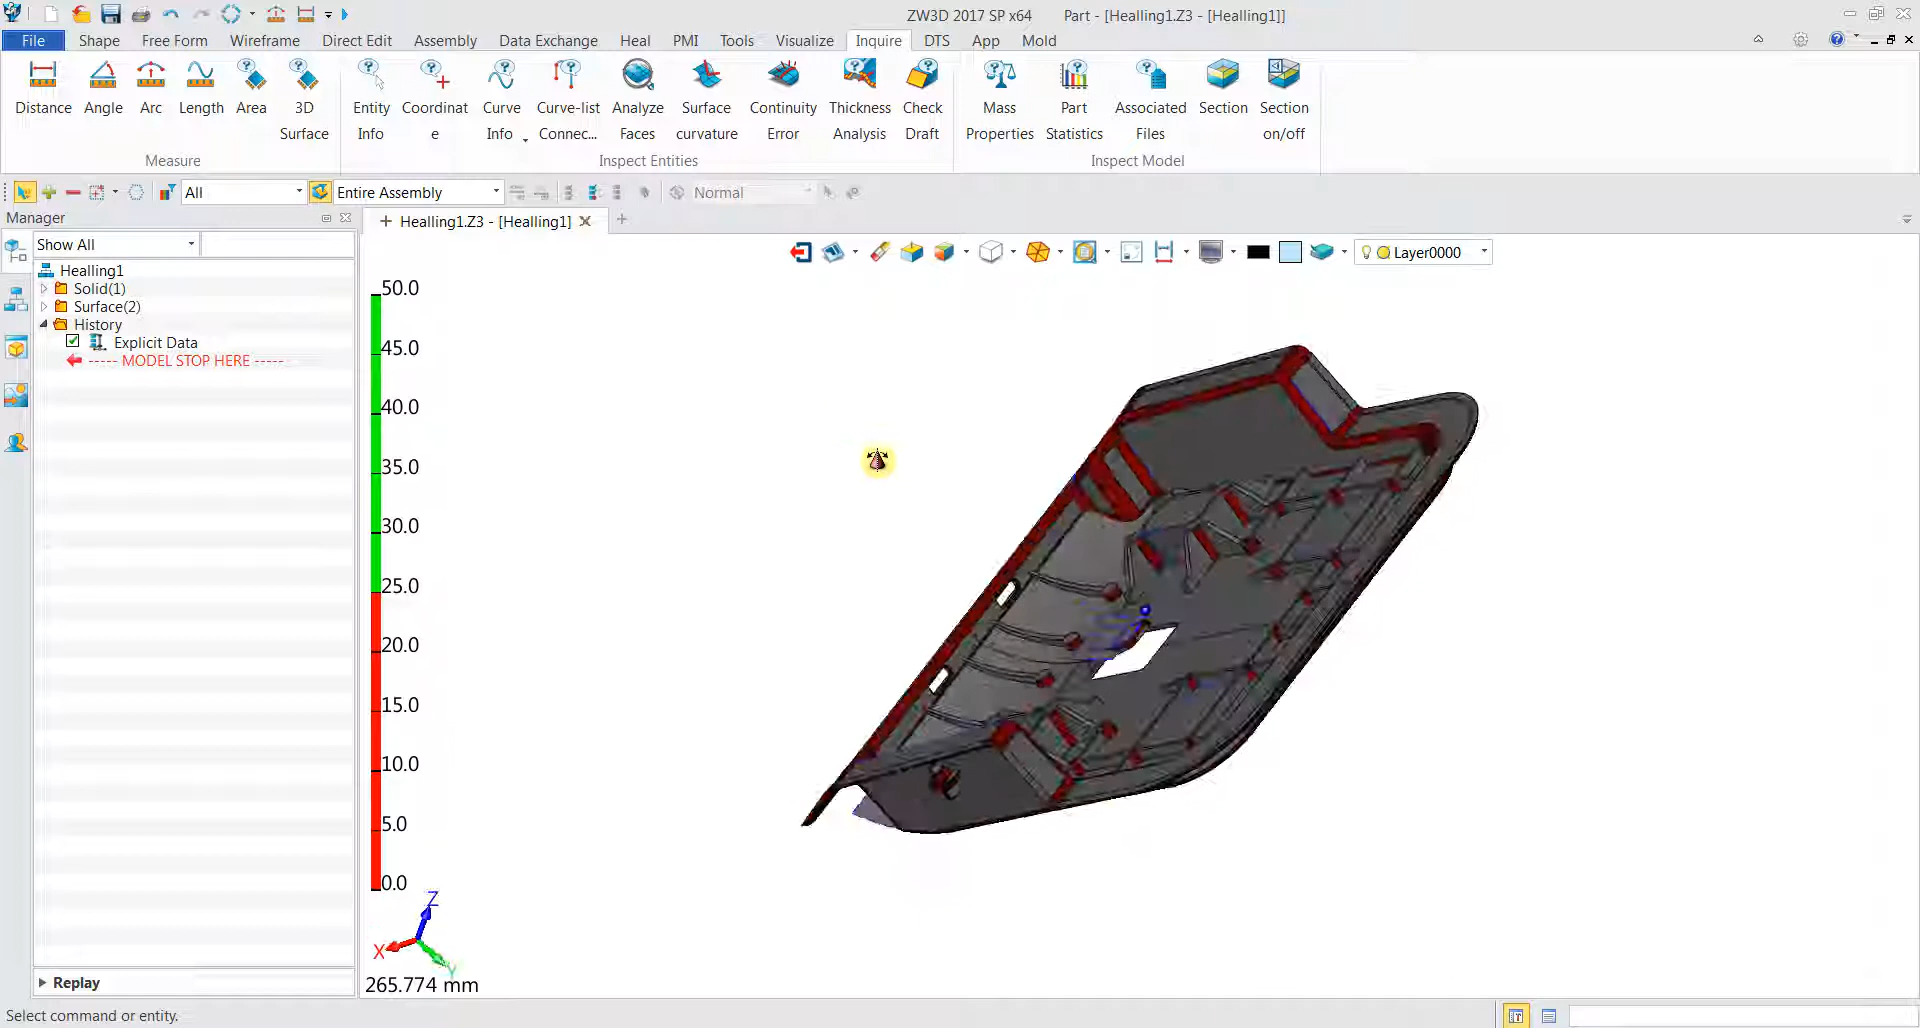 ZW3D 2017 SP x64 Part - [Healling1.Z3 - [Healling1]]
File Shape Free Form Wireframe Direct Edit Assembly Data Exchange Heal PMI Tools Visualize Inquire DTS App Mold
Distance Angle Arc Length Area 3D Surface Entity Info Coordinat e Curve Info Curve-list Connec... Analyze Faces Surface curvature Continuity Error Thickness Analysis Check Draft Mass Properties Part Statistics Associated Files Section Section on/off
Measure Inspect Entities Inspect Model
All Entire Assembly Normal
Manager
Healling1.Z3 - [Healling1]
Show All
Layer0000
Healling1
Solid(1)
Surface(2)
History
Explicit Data
----- MODEL STOP HERE -----
50.0
45.0
40.0
35.0
30.0
25.0
20.0
15.0
10.0
5.0
0.0
Z
X
Y
265.774 mm
Replay
Select command or entity.